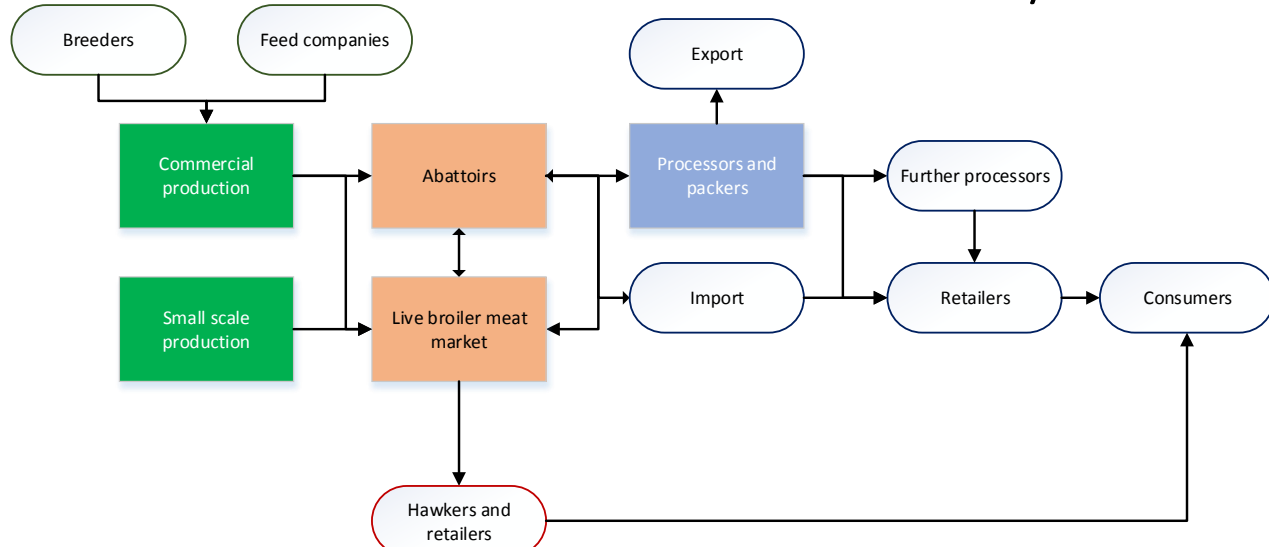 Breeders
Feed companies
Export
Commercial
production
Abattoirs
Processors and
packers
Further processors
Small scale
production
Live broiler meat
market
Import
Retailers
Consumers
Hawkers and
retailers